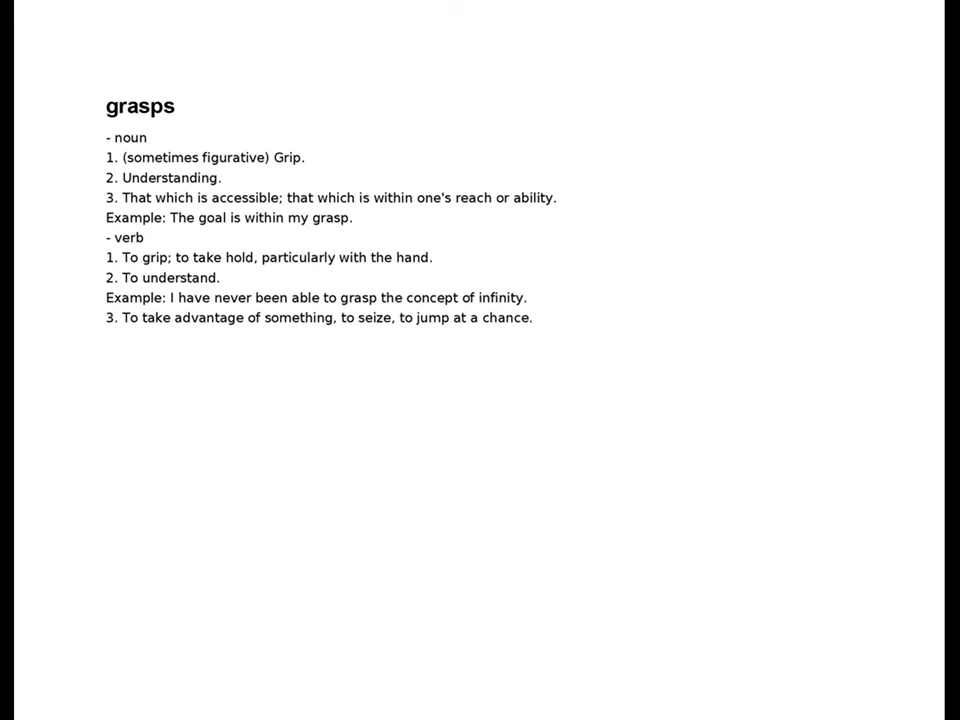 grasps
- noun
1. (sometimes figurative) Grip.
2. Understanding.
3. That which is accessible; that which is within one's reach or ability.
Example: The goal is within my grasp.
- verb
1. To grip; to take hold, particularly with the hand.
2. To understand.
Example: I have never been able to grasp the concept of infinity.
3. To take advantage of something, to seize, to jump at a chance.